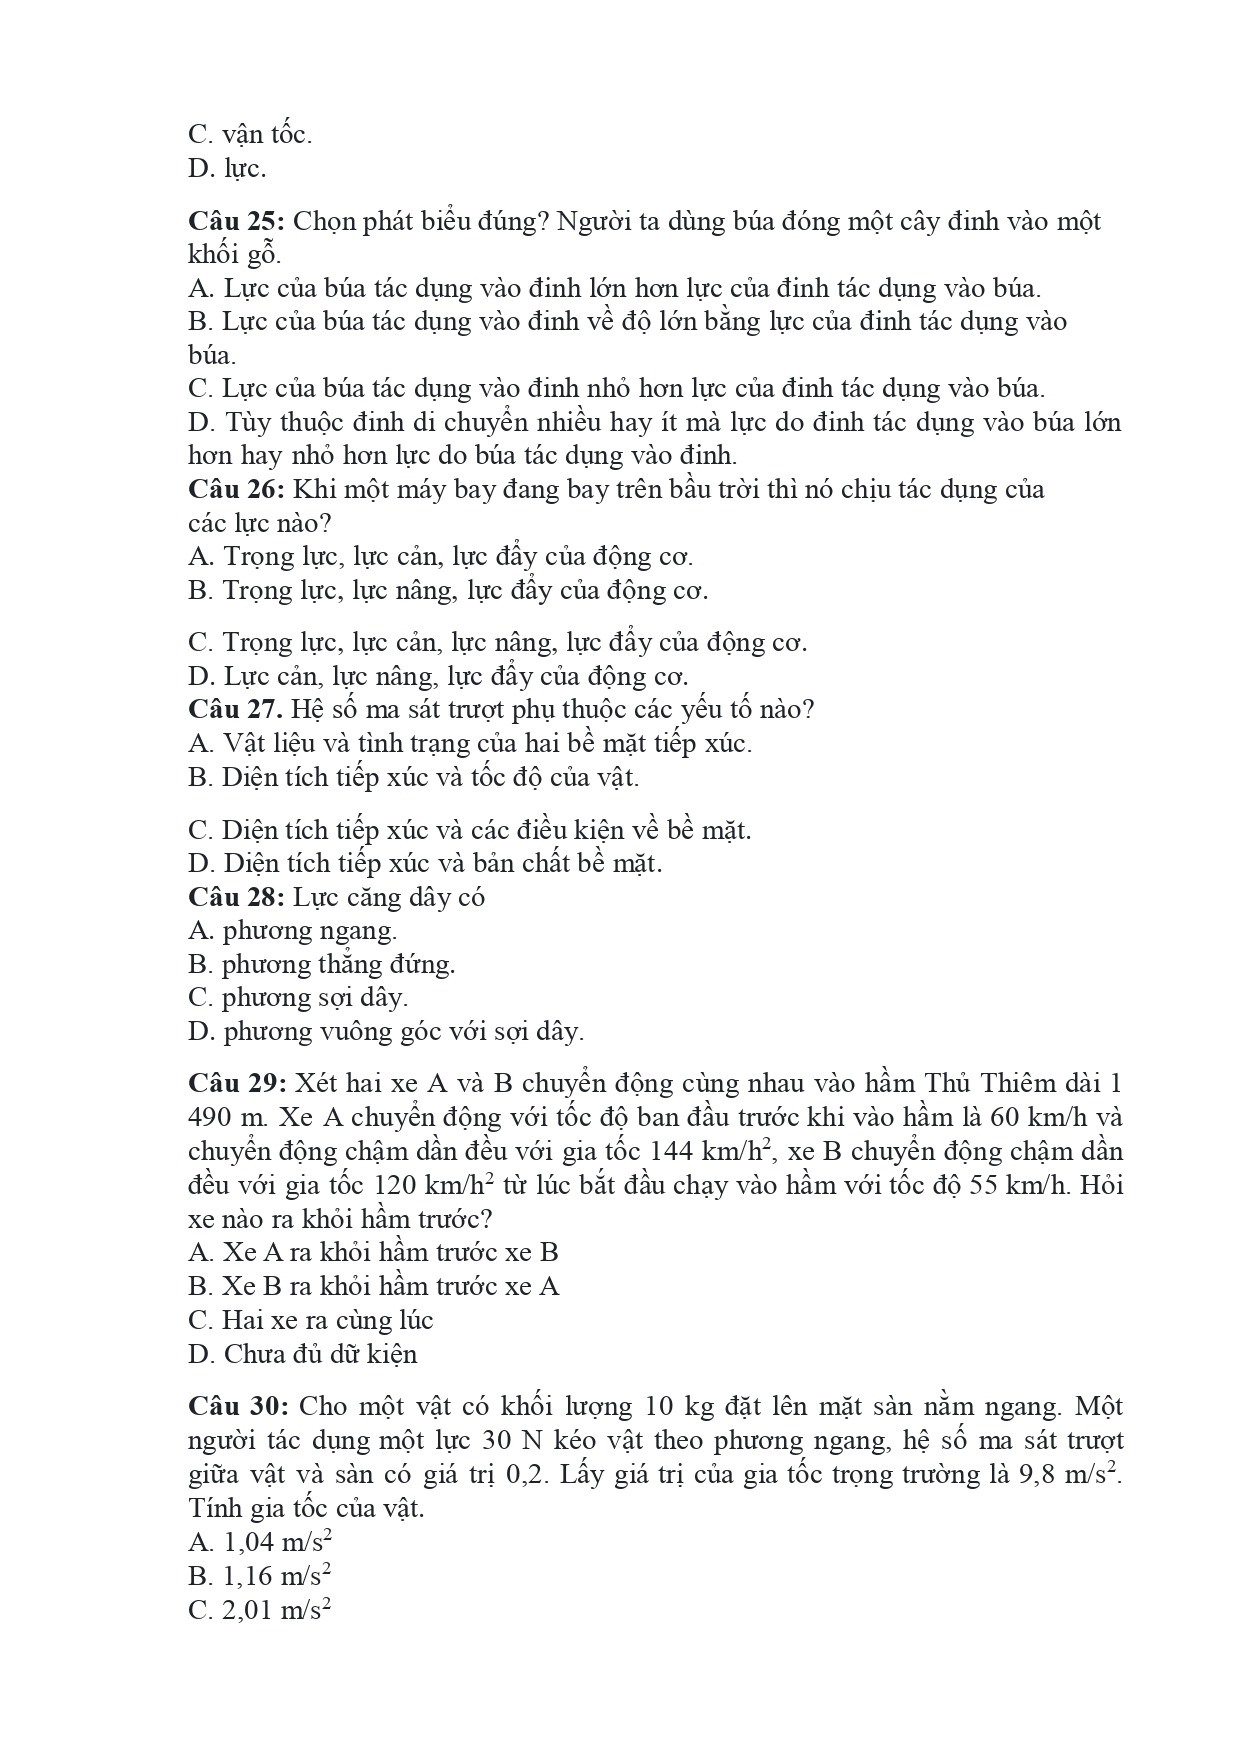 C. vận tốc.
D. lực.
Câu 25: Chọn phát biểu đúng? Người ta dùng búa đóng một cây đinh vào một
khối gỗ.
A. Lực của búa tác dụng vào đinh lớn hơn lực của đinh tác dụng vào búa.
B. Lực của búa tác dụng vào đinh về độ lớn bằng lực của đinh tác dụng vào
búa.
C. Lực của búa tác dụng vào đinh nhỏ hơn lực của đinh tác dụng vào búa.
D. Tùy thuộc đinh di chuyển nhiều hay ít mà lực do đinh tác dụng vào búa lớn
hơn hay nhỏ hơn lực do búa tác dụng vào đinh.
Câu 26: Khi một máy bay đang bay trên bầu trời thì nó chịu tác dụng của
các lực nào?
A. Trọng lực, lực cản, lực đẩy của động cơ.
B. Trọng lực, lực nâng, lực đẩy của động cơ.
C. Trọng lực, lực cản, lực nâng, lực đẩy của động cơ.
D. Lực cản, lực nâng, lực đẩy của động cơ.
Câu 27. Hệ số ma sát trượt phụ thuộc các yếu tố nào?
A. Vật liệu và tình trạng của hai bề mặt tiếp xúc.
B. Diện tích tiếp xúc và tốc độ của vật.
C. Diện tích tiếp xúc và các điều kiện về bề mặt.
D. Diện tích tiếp xúc và bản chất bề mặt.
Câu 28: Lực căng dây có
A. phương ngang.
B. phương thẳng đứng.
C. phương sợi dây.
D. phương vuông góc với sợi dây.
Câu 29: Xét hai xe A và B chuyển động cùng nhau vào hầm Thủ Thiêm dài 1
490 m. Xe A chuyển động với tốc độ ban đầu trước khi vào hầm là 60 km/h và
chuyển động chậm dần đều với gia tốc 144 km/h², xe B chuyển động chậm dần
đều với gia tốc 120 km/h² từ lúc bắt đầu chạy vào hầm với tốc độ 55 km/h. Hỏi
xe nào ra khỏi hầm trước?
A. Xe A ra khỏi hầm trước xe B
B. Xe B ra khỏi hầm trước xe A
C. Hai xe ra cùng lúc
D. Chưa đủ dữ kiện
Câu 30: Cho một vật có khối lượng 10 kg đặt lên mặt sàn nằm ngang. Một
người tác dụng một lực 30 N kéo vật theo phương ngang, hệ số ma sát trượt
giữa vật và sàn có giá trị 0,2. Lấy giá trị của gia tốc trọng trường là 9,8 m/s².
Tính gia tốc của vật.
A. 1,04 m/s²
B. 1,16 m/s²
C. 2,01 m/s²